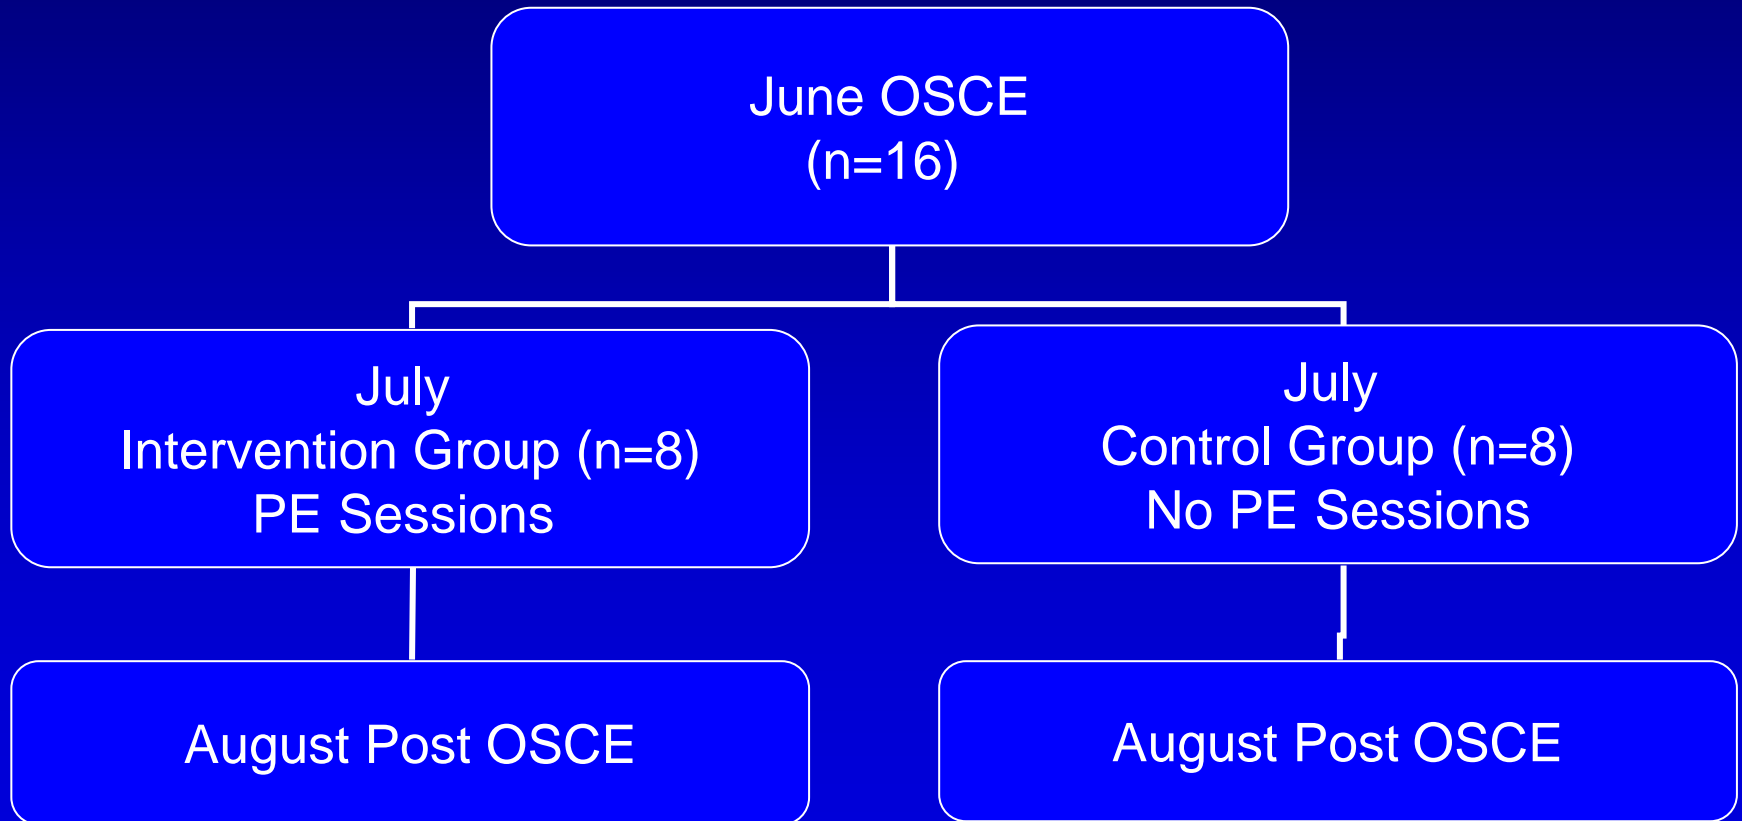 June OSCE
(n=16)
July
Intervention Group (n=8)
PE Sessions
July
Control Group (n=8)
No PE Sessions
August Post OSCE
August Post OSCE